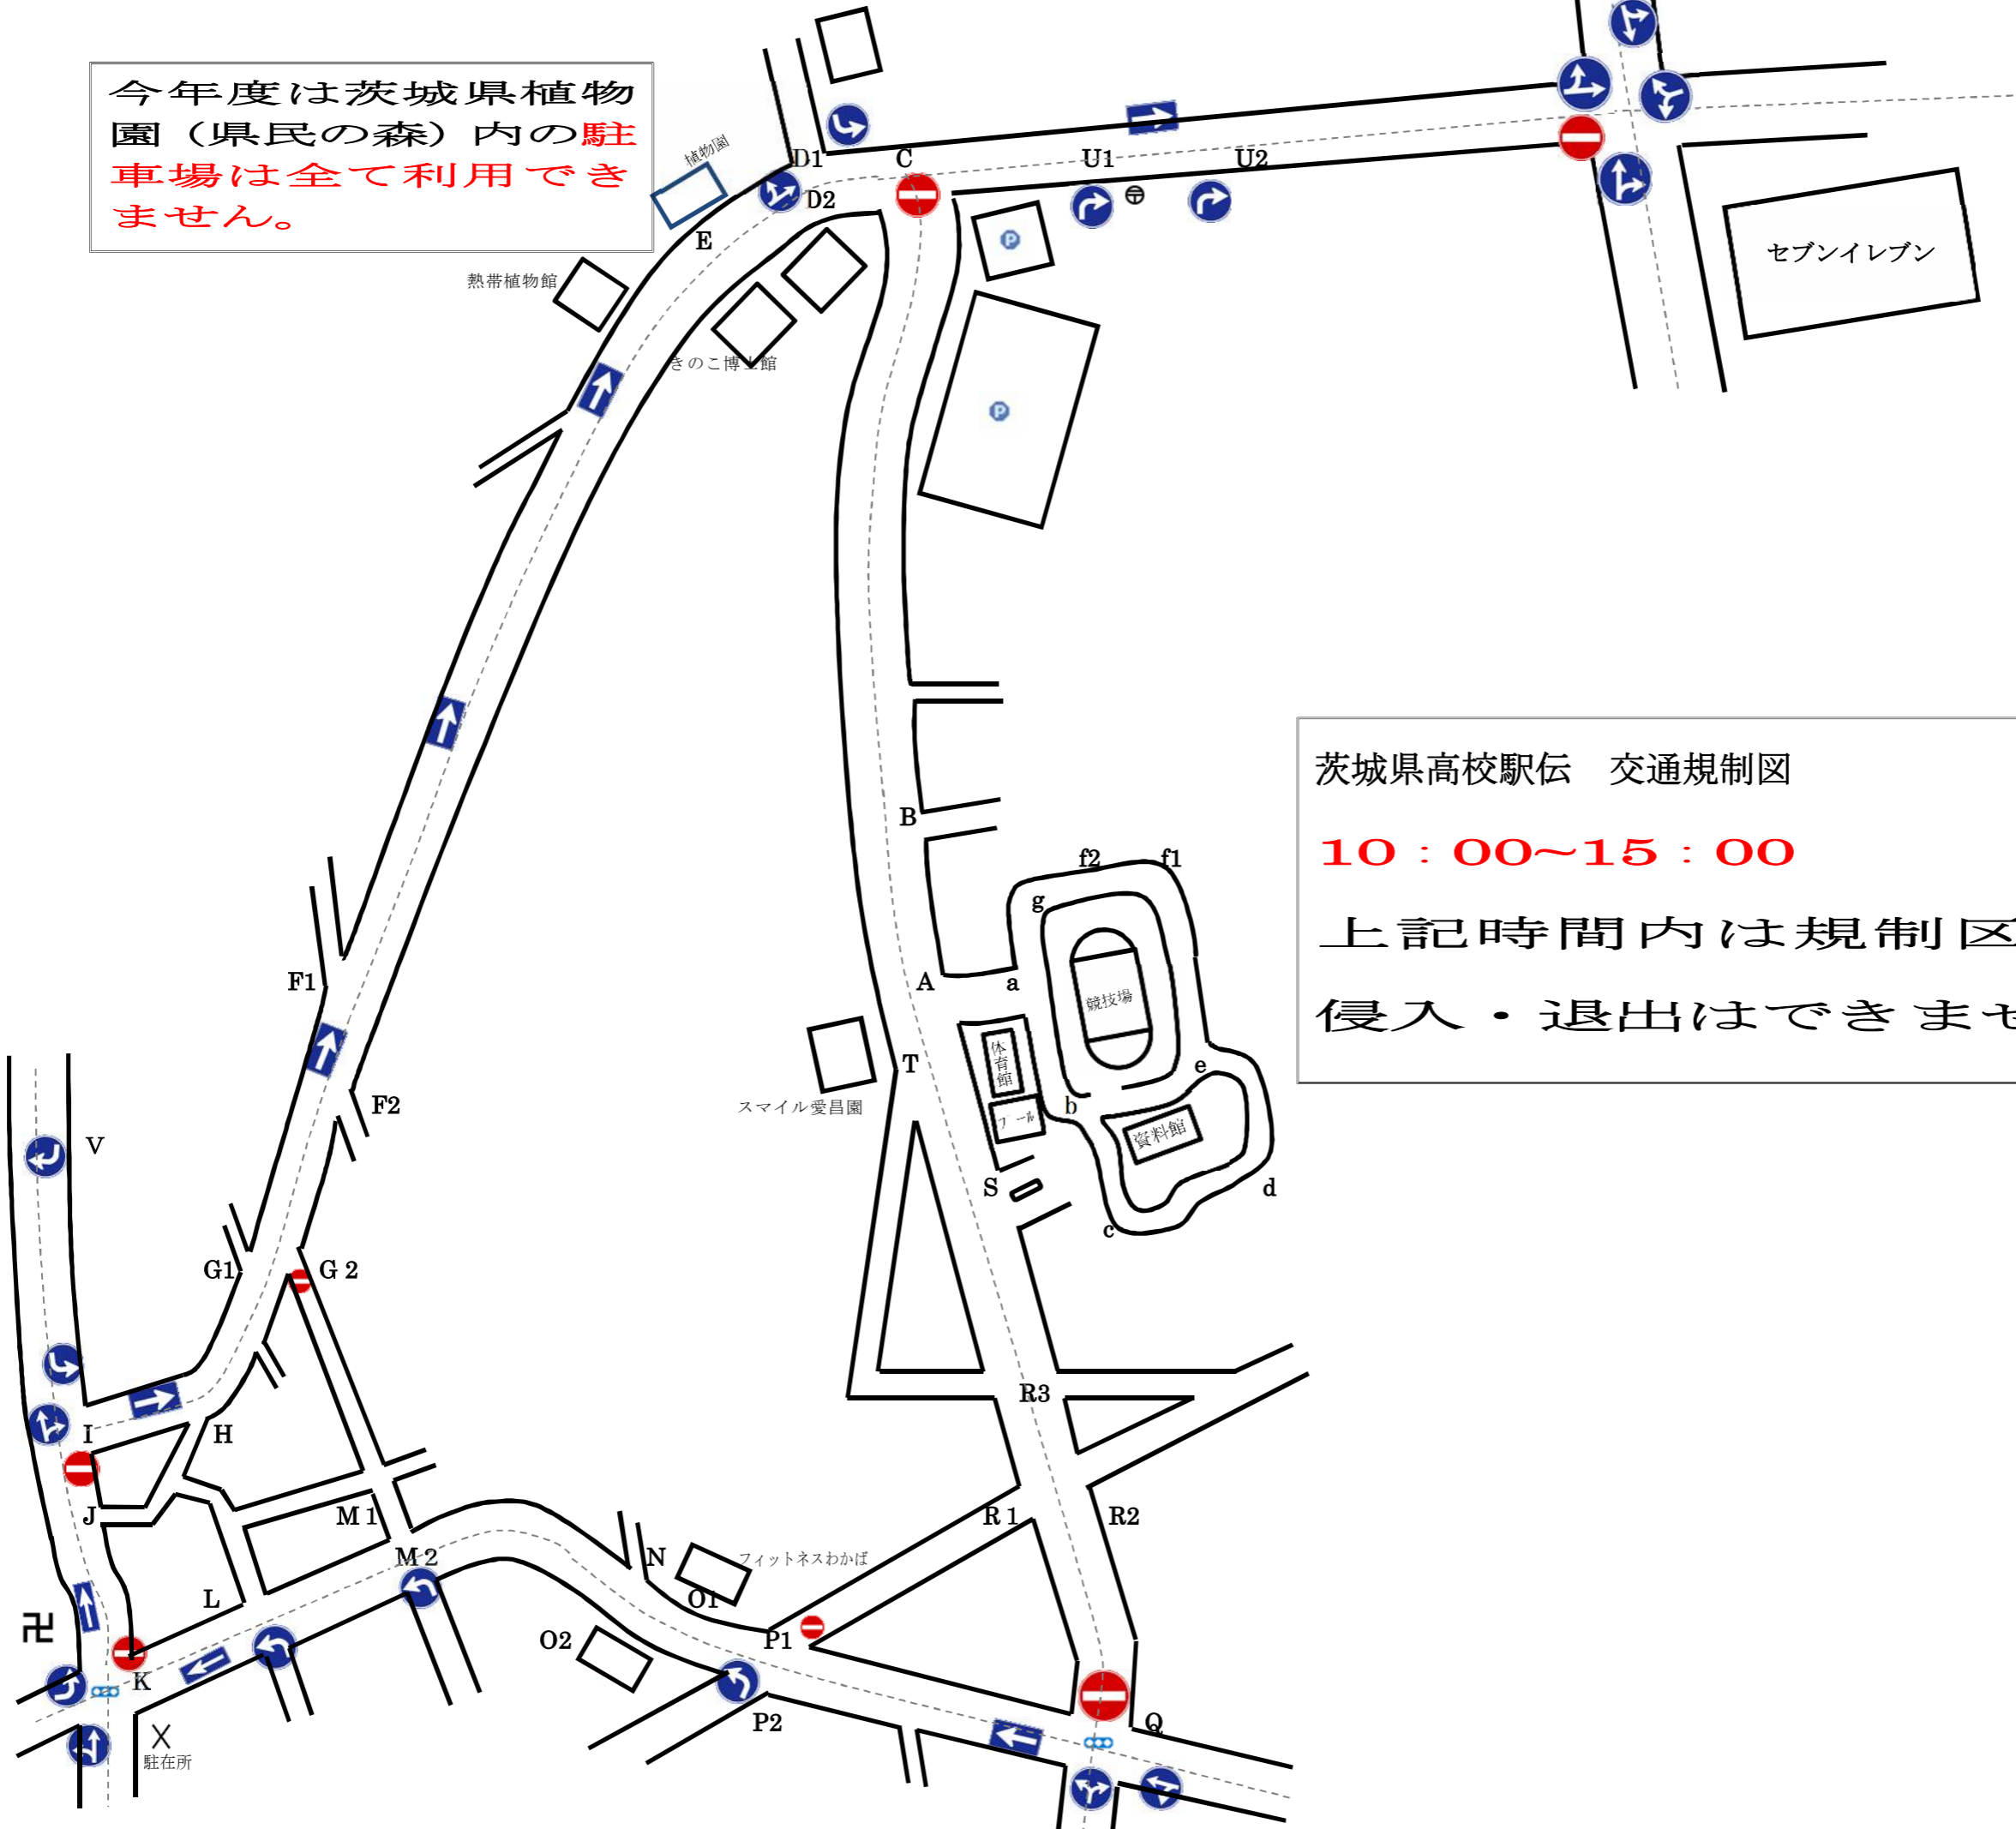 今年度は茨城県植物
園（県民の森）内の駐
車場は全て利用でき
ません。
植物園
D1
C
U1
U2
D2
E
熱帯植物館
P
セブンイレブン
きのこ博士館
P
茨城県高校駅伝　交通規制図
10：00~15：00
上記時間内は規制区
侵入・退出はできませ
B
f2
f1
g
F1
A
a
競技場
体育館
T
e
スマイル愛昌園
F2
b
プール
資料館
V
S
d
c
G1
G 2
R3
I
H
J
M 1
R 1
R2
M 2
N
フィットネスわかば
L
O1
卍
O2
P1
K
P2
Q
X
駐在所